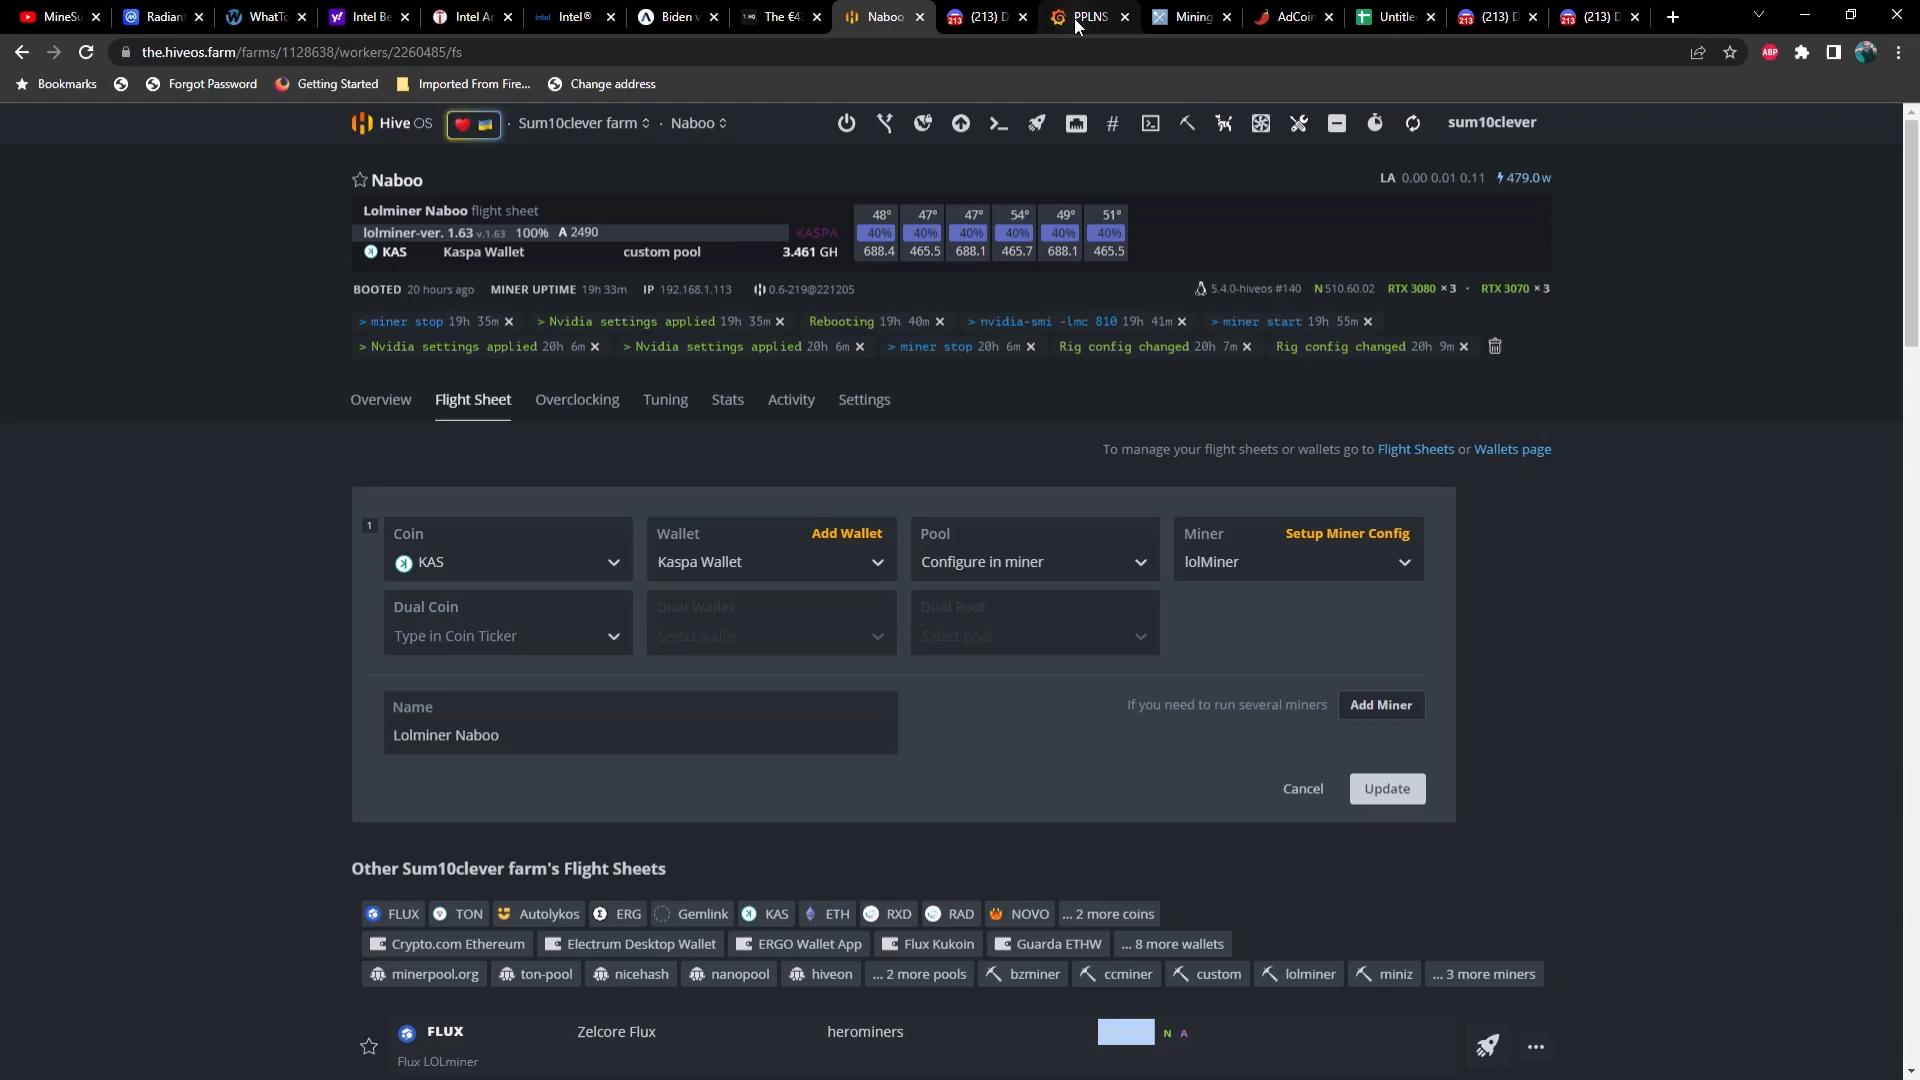 MineSu Radian WhatTo Intel Be Intel Ar Intel® Biden v The €4 Naboo (213) D PPLNS Mining AdCoin Untitle (213) D (213) D
the.hiveos.farm/farms/1128638/workers/2260485/fs ABP
Bookmarks Forgot Password Getting Started Imported From Fire... Change address
Hive OS · Sum10clever farm · Naboo sum10clever
Naboo LA 0.00 0.01 0.11 479.0 w
Lolminer Naboo flight sheet 48° 47° 47° 54° 49° 51°
lolminer-ver. 1.63 v.1.63 100% A 2490 KASPA 40% 40% 40% 40% 40% 40%
KAS Kaspa Wallet custom pool 3.461 GH 688.4 465.5 688.1 465.7 688.1 465.5
BOOTED 20 hours ago MINER UPTIME 19h 33m IP 192.168.1.113 0.6-219@221205 5.4.0-hiveos #140 N 510.60.02 RTX 3080 × 3 · RTX 3070 × 3
> miner stop 19h 35m > Nvidia settings applied 19h 35m Rebooting 19h 40m > nvidia-smi -lmc 810 19h 41m > miner start 19h 55m
> Nvidia settings applied 20h 6m > Nvidia settings applied 20h 6m > miner stop 20h 6m Rig config changed 20h 7m Rig config changed 20h 9m
Overview Flight Sheet Overclocking Tuning Stats Activity Settings
To manage your flight sheets or wallets go to Flight Sheets or Wallets page
1 Coin Wallet Add Wallet Pool Miner Setup Miner Config
KAS Kaspa Wallet Configure in miner lolMiner
Dual Coin Dual Wallet Dual Pool
Type in Coin Ticker Select wallet Select pool
Name If you need to run several miners Add Miner
Lolminer Naboo
Cancel Update
Other Sum10clever farm's Flight Sheets
FLUX TON Autolykos ERG Gemlink KAS ETH RXD RAD NOVO ... 2 more coins
Crypto.com Ethereum Electrum Desktop Wallet ERGO Wallet App Flux Kukoin Guarda ETHW ... 8 more wallets
minerpool.org ton-pool nicehash nanopool hiveon ... 2 more pools bzminer ccminer custom lolminer miniz ... 3 more miners
FLUX Zelcore Flux herominers N A
Flux LOLminer